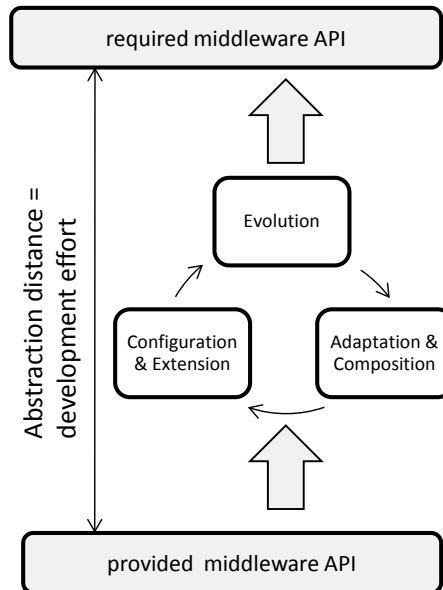 required middleware API
Abstraction distance =
development effort
Evolution
Configuration
& Extension
Adaptation &
Composition
provided middleware API